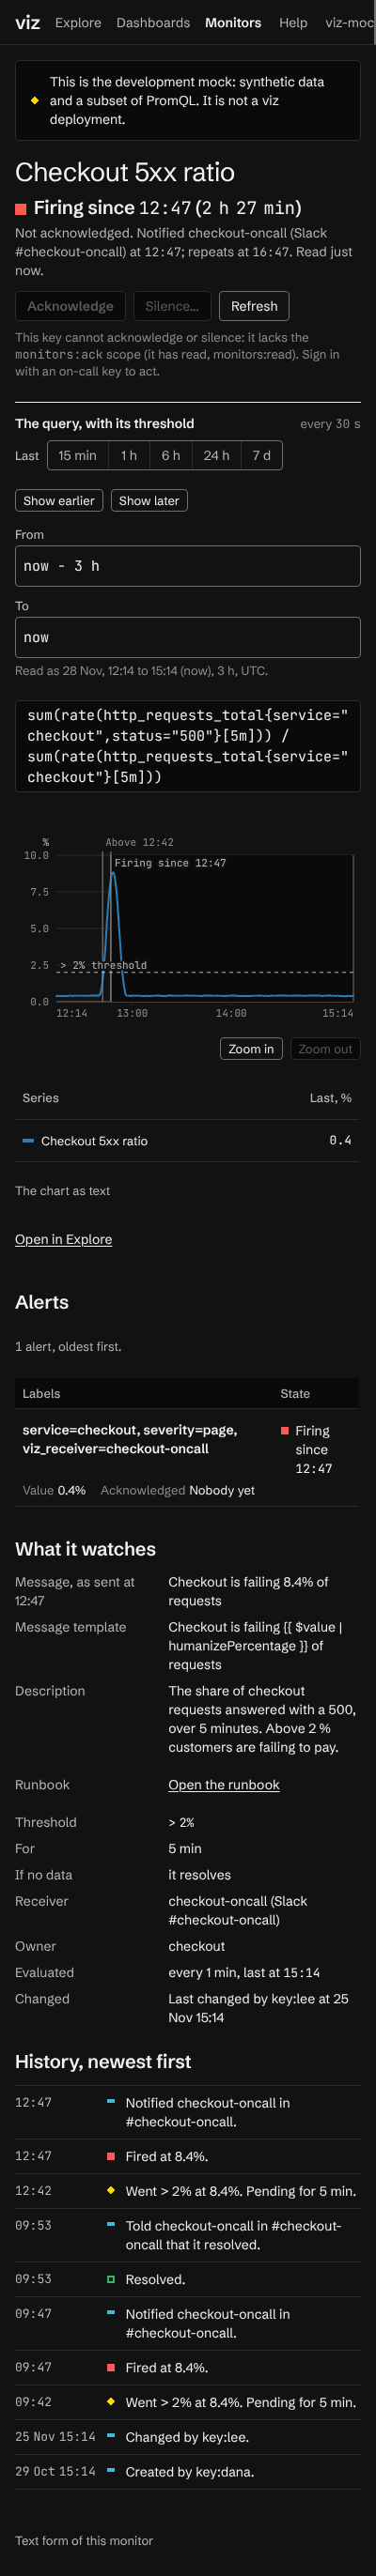 viz Explore Dashboards Monitors Help viz-moc
This is the development mock: synthetic data
and a subset of PromQL. It is not a viz
deployment.
Checkout 5xx ratio
Firing since 12:47 (2 h 27 min)
Not acknowledged. Notified checkout-oncall (Slack
#checkout-oncall) at 12:47; repeats at 16:47. Read just
now.
Acknowledge Silence… Refresh
This key cannot acknowledge or silence: it lacks the
monitors:ack scope (it has read, monitors:read). Sign in
with an on-call key to act.
The query, with its threshold every 30 s
Last 15 min 1 h 6 h 24 h 7 d
Show earlier Show later
From
now - 3 h
To
now
Read as 28 Nov, 12:14 to 15:14 (now), 3 h, UTC.
sum(rate(http_requests_total{service="
checkout",status="500"}[5m])) /
sum(rate(http_requests_total{service="
checkout"}[5m]))
% Above 12:42
10.0 Firing since 12:47
7.5
5.0
2.5 > 2% threshold
0.0
12:14 13:00 14:00 15:14
Zoom in Zoom out
Series Last, %
Checkout 5xx ratio 0.4
The chart as text
Open in Explore
Alerts
1 alert, oldest first.
Labels State
service=checkout, severity=page,
viz_receiver=checkout-oncall
Firing
since
12:47
Value 0.4% Acknowledged Nobody yet
What it watches
Message, as sent at
12:47
Checkout is failing 8.4% of
requests
Message template
Checkout is failing {{ $value |
humanizePercentage }} of
requests
Description
The share of checkout
requests answered with a 500,
over 5 minutes. Above 2 %
customers are failing to pay.
Runbook Open the runbook
Threshold > 2%
For 5 min
If no data it resolves
Receiver checkout-oncall (Slack
#checkout-oncall)
Owner checkout
Evaluated every 1 min, last at 15:14
Changed Last changed by key:lee at 25
Nov 15:14
History, newest first
12:47 Notified checkout-oncall in
#checkout-oncall.
12:47 Fired at 8.4%.
12:42 Went > 2% at 8.4%. Pending for 5 min.
09:53 Told checkout-oncall in #checkout-
oncall that it resolved.
09:53 Resolved.
09:47 Notified checkout-oncall in
#checkout-oncall.
09:47 Fired at 8.4%.
09:42 Went > 2% at 8.4%. Pending for 5 min.
25 Nov 15:14 Changed by key:lee.
29 Oct 15:14 Created by key:dana.
Text form of this monitor